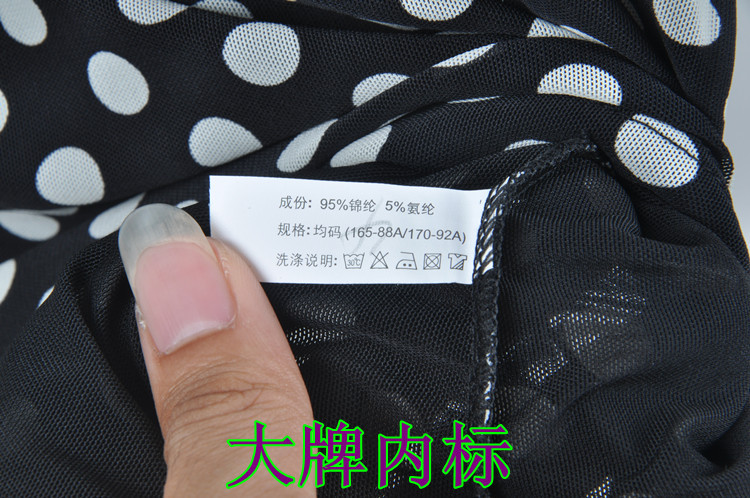 成份: 95%锦纶 5%氨纶
规格: 均码 (165-88A/170-92A)
洗涤说明: 30℃
大牌内标